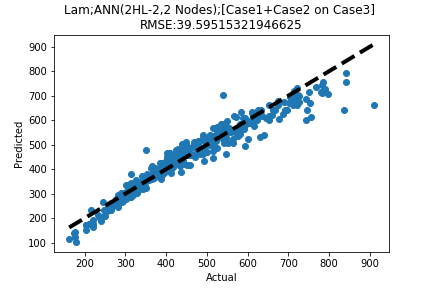 Lam;ANN(2HL-2,2 Nodes);[Case1+Case2 on Case3]
RMSE:39.59515321946625
900
800
700
600
500
400
300
200
100
Predicted
200 300 400 500 600 700 800 900
Actual